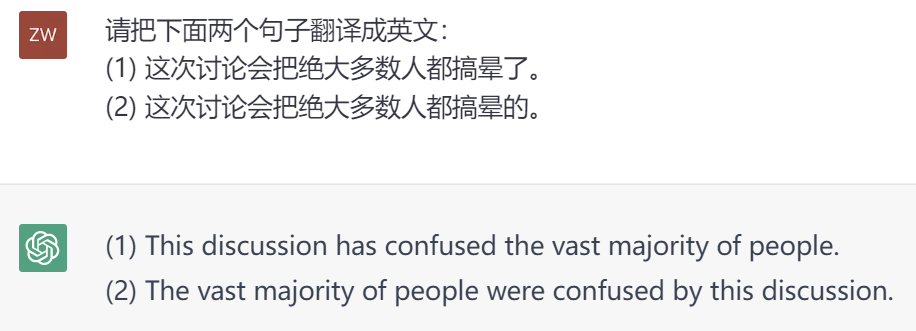 ZW
请把下面两个句子翻译成英文：
(1) 这次讨论会把绝大多数人都搞晕了。
(2) 这次讨论会把绝大多数人都搞晕的。
(1) This discussion has confused the vast majority of people.
(2) The vast majority of people were confused by this discussion.